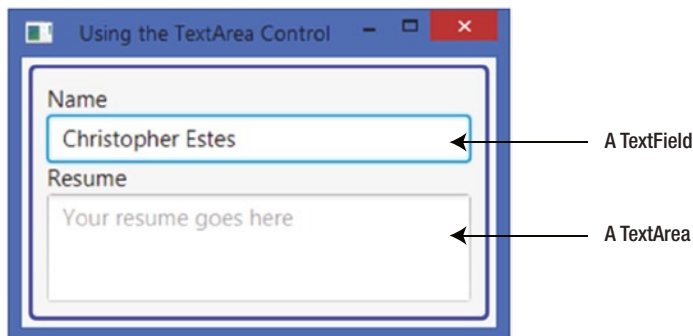 Using the TextArea Control
Name
Christopher Estes
A TextField
Resume
Your resume goes here
A TextArea